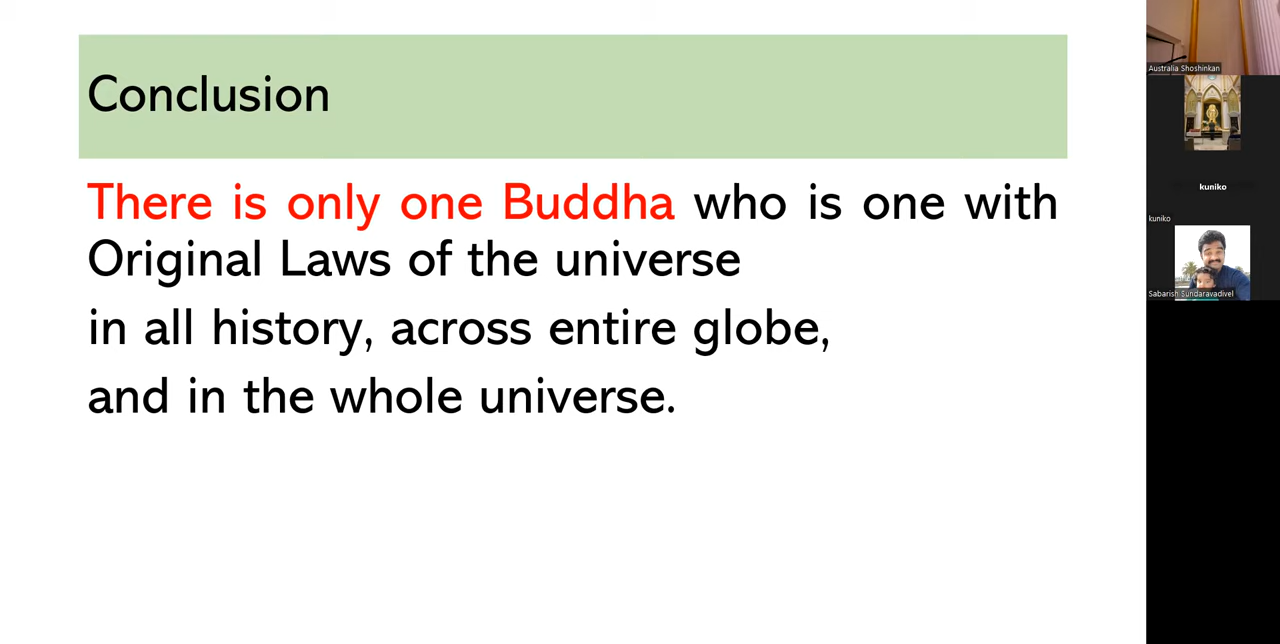 Conclusion
There is only one Buddha who is one with
Original Laws of the universe
in all history, across entire globe,
and in the whole universe.
Australia Shoshinkan
kuniko
kuniko
Sabarish Sundaravadivel